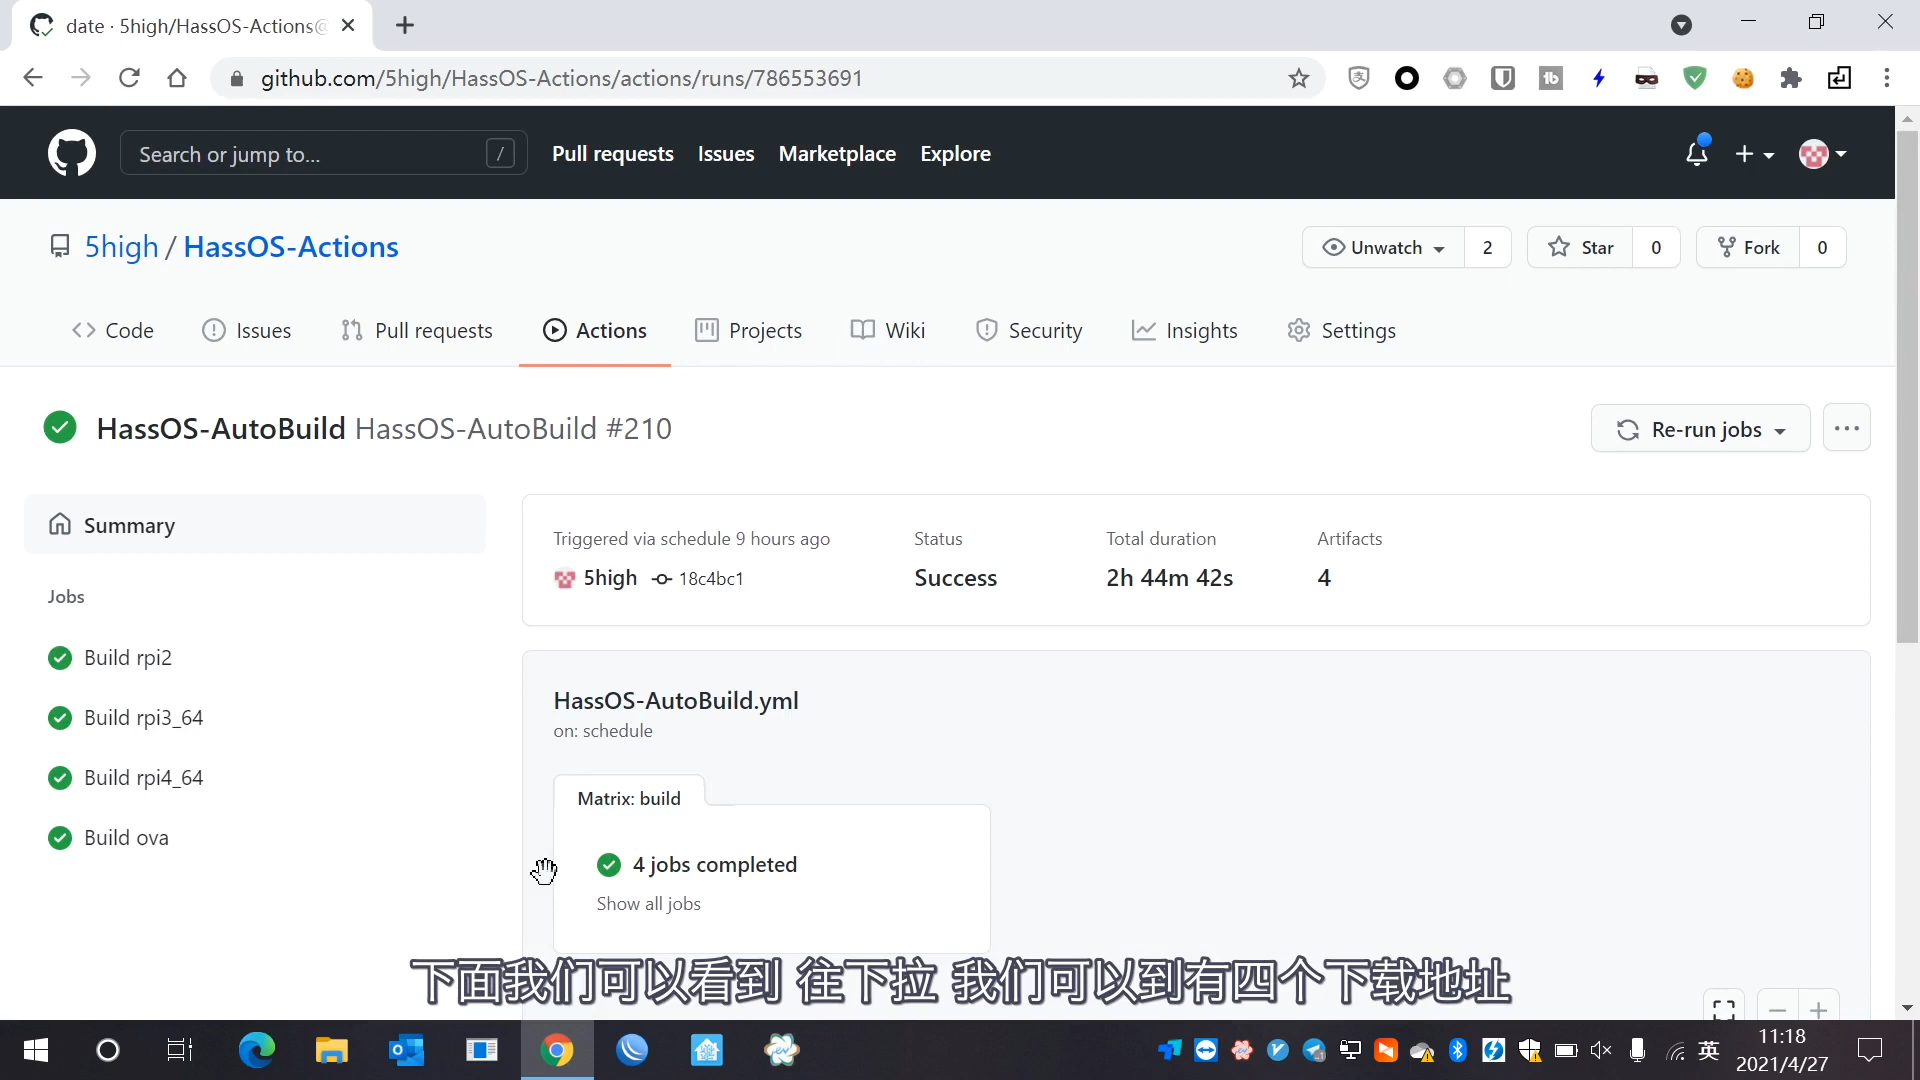 date · 5high/HassOS-Actions@
github.com/5high/HassOS-Actions/actions/runs/786553691
Search or jump to...
/
Pull requests
Issues
Marketplace
Explore
5high / HassOS-Actions
Unwatch
2
Star
0
Fork
0
Code
Issues
Pull requests
Actions
Projects
Wiki
Security
Insights
Settings
HassOS-AutoBuild HassOS-AutoBuild #210
Re-run jobs
Summary
Triggered via schedule 9 hours ago
Status
Total duration
Artifacts
5high
18c4bc1
Success
2h 44m 42s
4
Jobs
Build rpi2
Build rpi3_64
Build rpi4_64
Build ova
HassOS-AutoBuild.yml
on: schedule
Matrix: build
4 jobs completed
Show all jobs
下面我们可以看到 往下拉 我们可以到有四个下载地址
英
11:18
2021/4/27